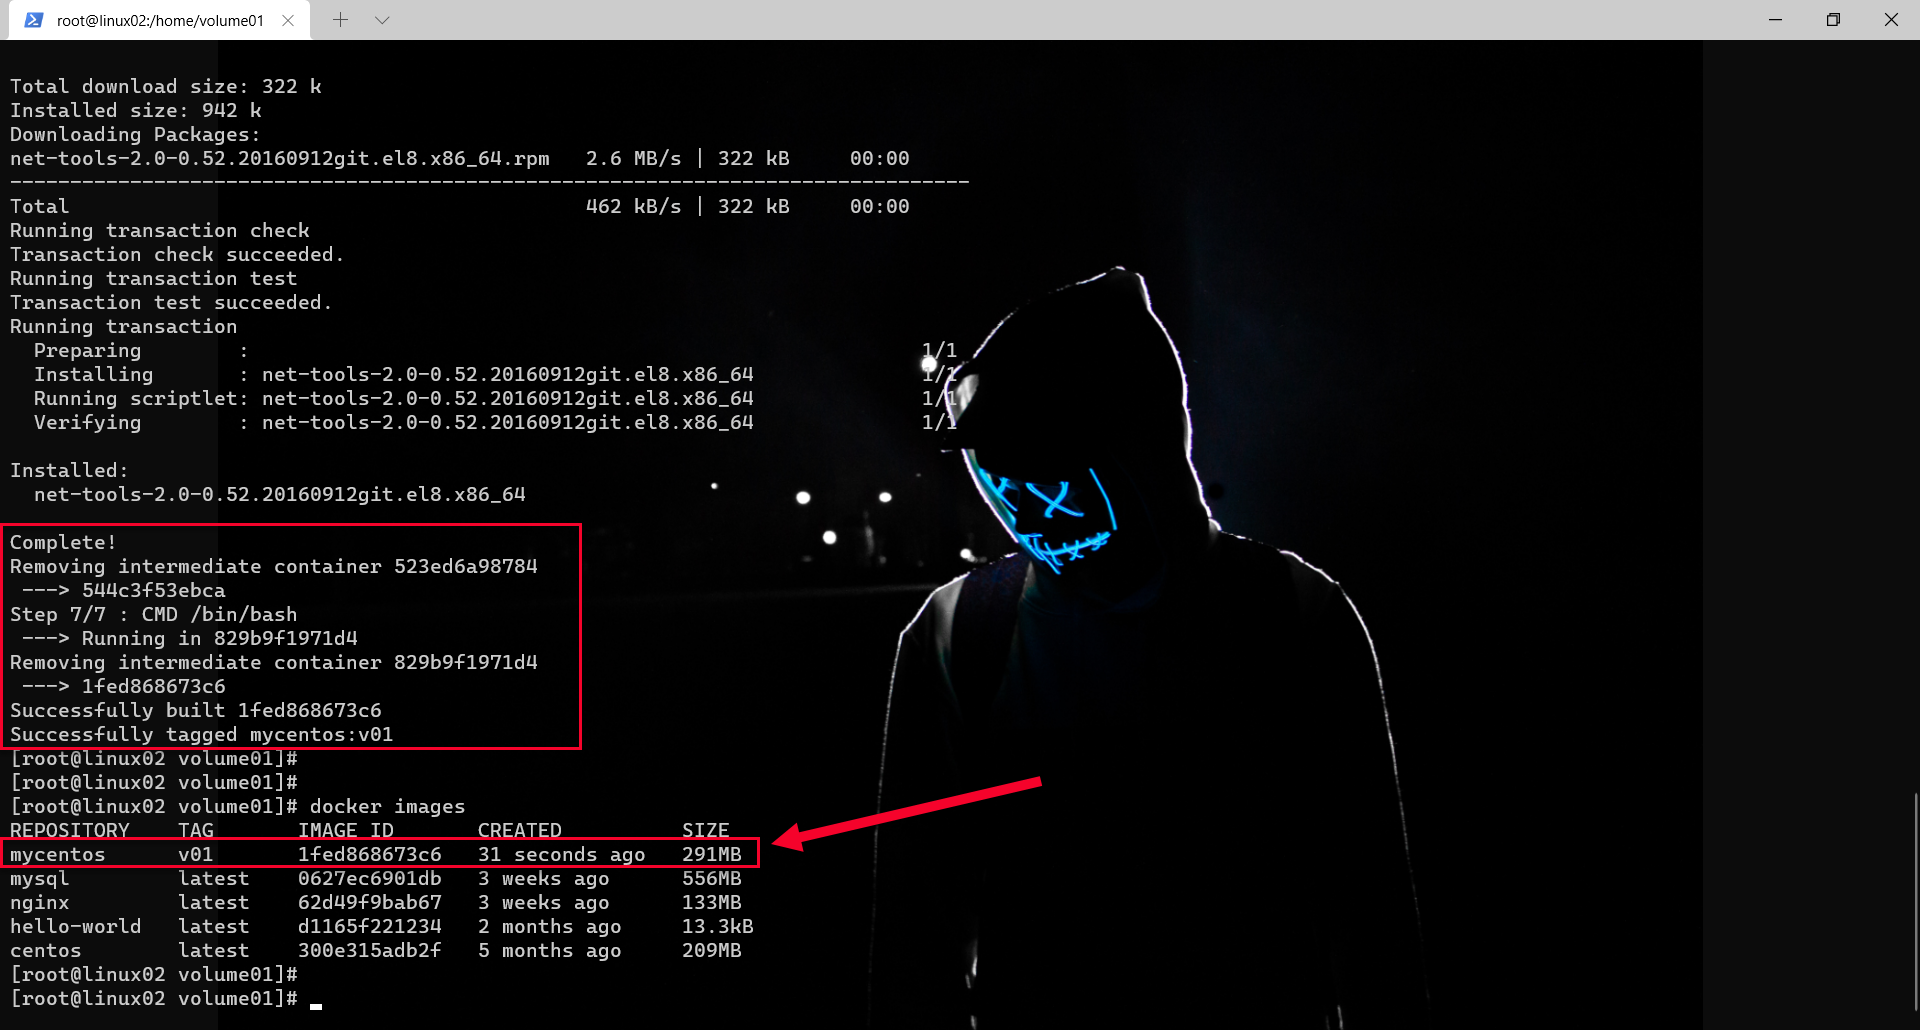 root@linux02:/home/volume01
Total download size: 322 k
Installed size: 942 k
Downloading Packages:
net-tools-2.0-0.52.20160912git.el8.x86_64.rpm   2.6 MB/s | 322 kB     00:00
--------------------------------------------------------------------------------
Total                                           462 kB/s | 322 kB     00:00
Running transaction check
Transaction check succeeded.
Running transaction test
Transaction test succeeded.
Running transaction
  Preparing        :                                                        1/1
  Installing       : net-tools-2.0-0.52.20160912git.el8.x86_64              1/1
  Running scriptlet: net-tools-2.0-0.52.20160912git.el8.x86_64              1/1
  Verifying        : net-tools-2.0-0.52.20160912git.el8.x86_64              1/1
Installed:
  net-tools-2.0-0.52.20160912git.el8.x86_64
Complete!
Removing intermediate container 523ed6a98784
 ---> 544c3f53ebca
Step 7/7 : CMD /bin/bash
 ---> Running in 829b9f1971d4
Removing intermediate container 829b9f1971d4
 ---> 1fed868673c6
Successfully built 1fed868673c6
Successfully tagged mycentos:v01
[root@linux02 volume01]#
[root@linux02 volume01]#
[root@linux02 volume01]# docker images
REPOSITORY    TAG       IMAGE ID       CREATED          SIZE
mycentos      v01       1fed868673c6   31 seconds ago   291MB
mysql         latest    0627ec6901db   3 weeks ago      556MB
nginx         latest    62d49f9bab67   3 weeks ago      133MB
hello-world   latest    d1165f221234   2 months ago     13.3kB
centos        latest    300e315adb2f   5 months ago     209MB
[root@linux02 volume01]#
[root@linux02 volume01]#